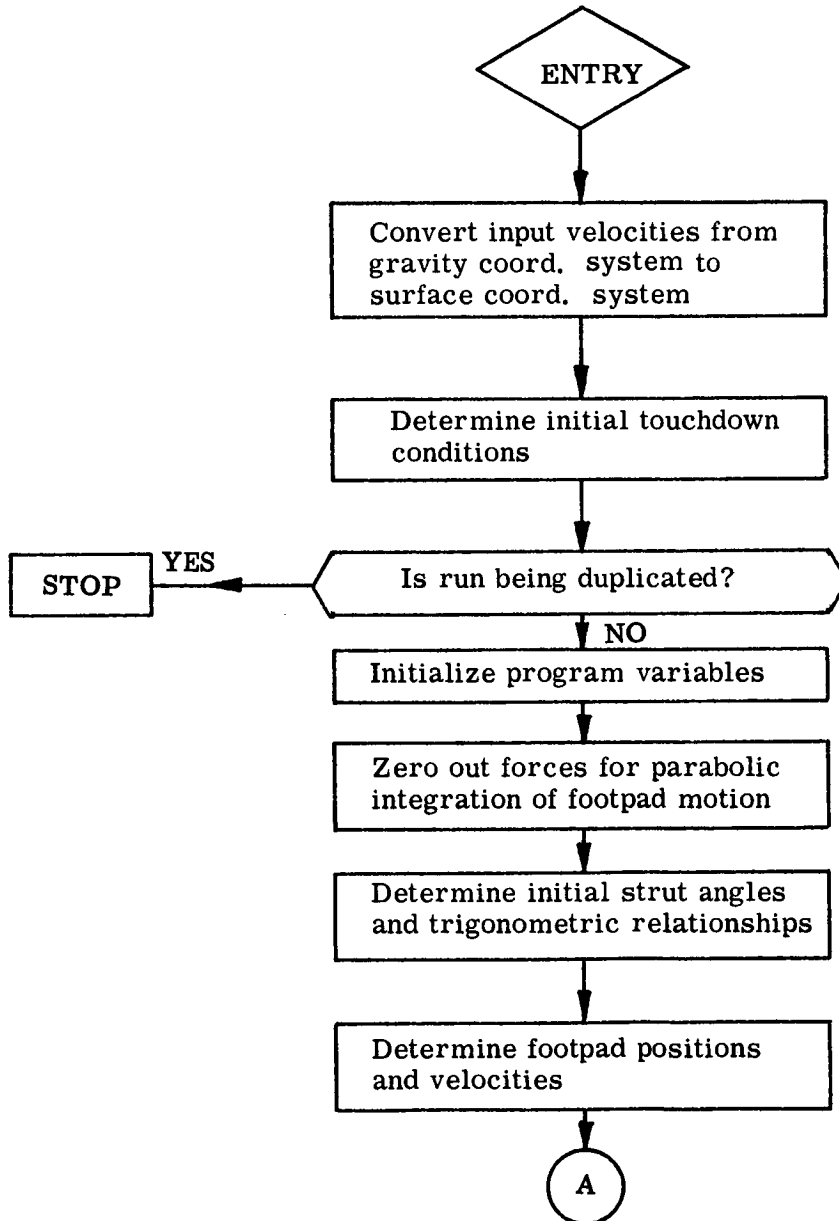 ENTRY
Convert input velocities from
gravity coord. system to
surface coord. system
Determine initial touchdown
conditions
YES
STOP
Is run being duplicated?
NO
Initialize program variables
Zero out forces for parabolic
integration of footpad motion
Determine initial strut angles
and trigonometric relationships
Determine footpad positions
and velocities
A